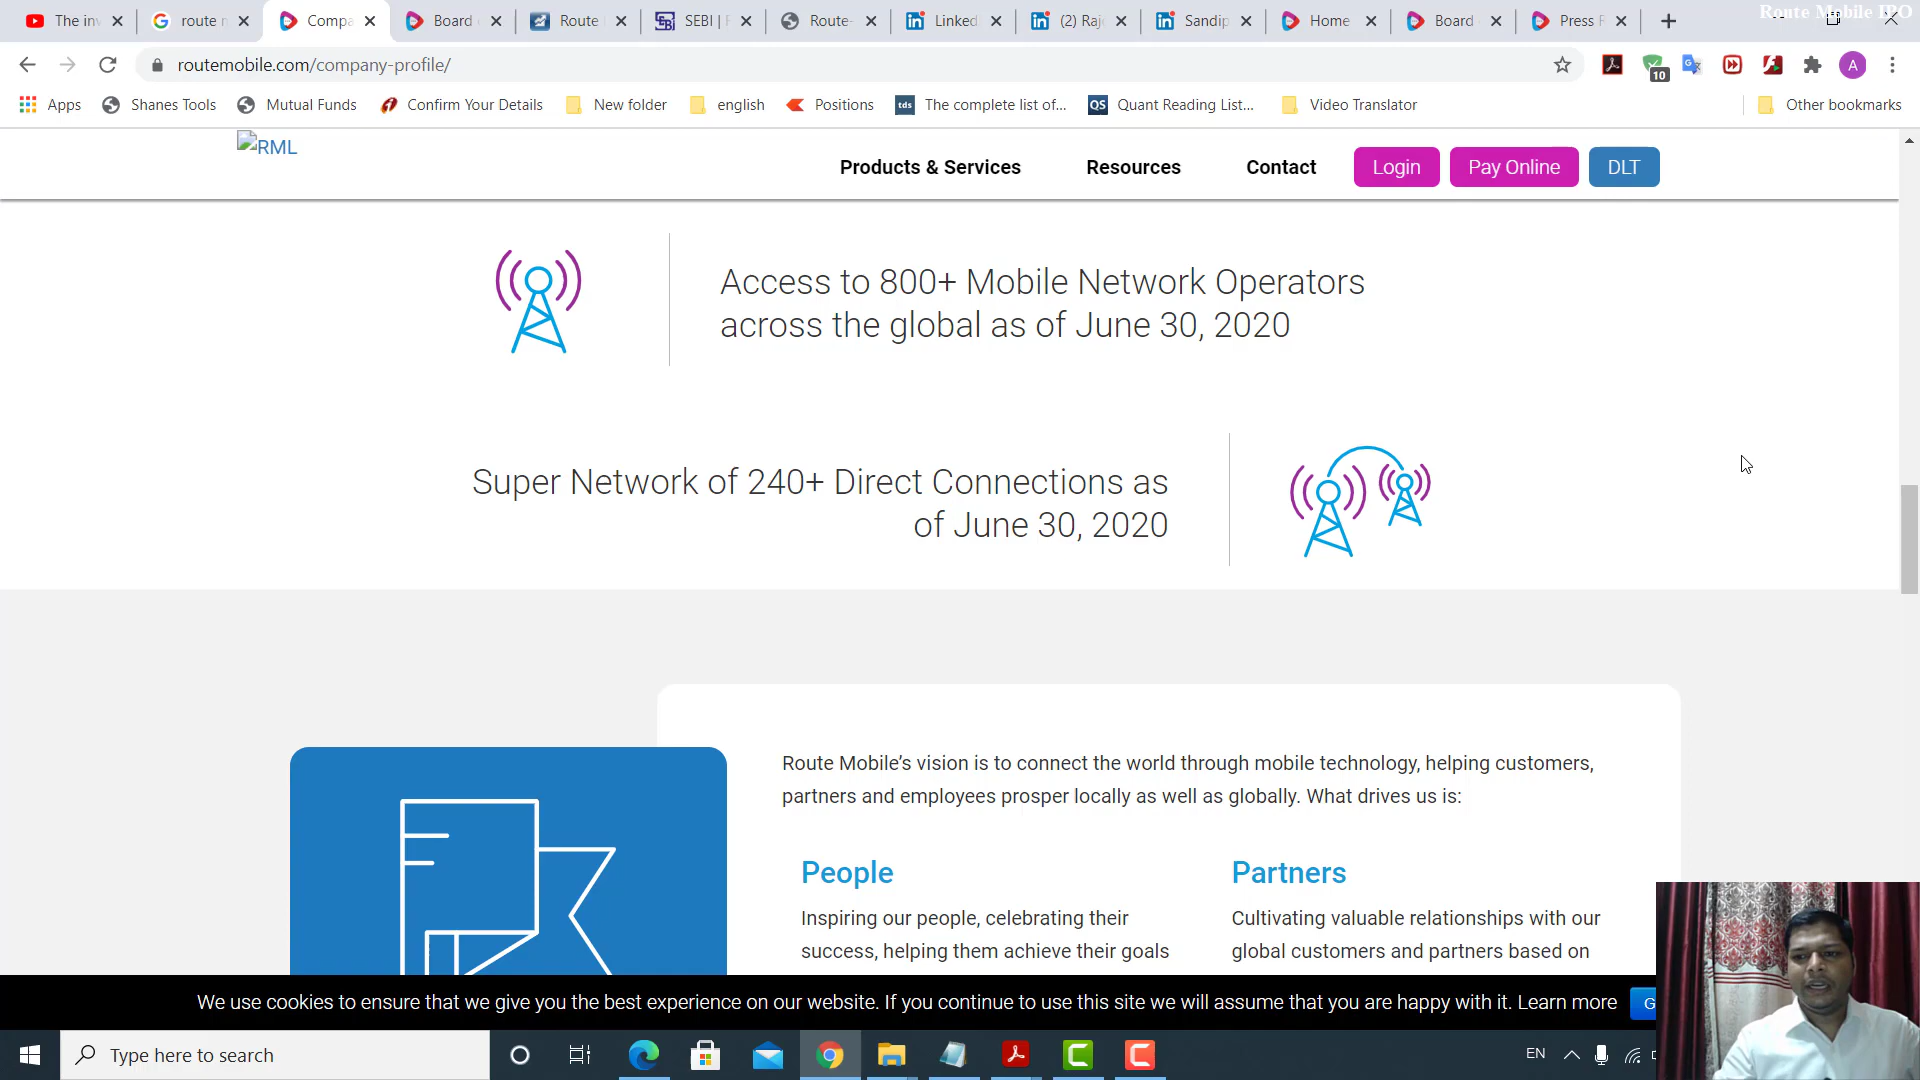 The inv
route r
Compa
Board
Route
SEBI | F
Route-
Linked
(2) Raje
Sandip
Home
Board
Press R
Route Mobile IPO
routemobile.com/company-profile/
10
A
Apps
Shanes Tools
Mutual Funds
Confirm Your Details
New folder
english
Positions
tds
The complete list of...
QS
Quant Reading List...
Video Translator
Other bookmarks
RML
Products & Services
Resources
Contact
Login
Pay Online
DLT
Access to 800+ Mobile Network Operators
across the global as of June 30, 2020
Super Network of 240+ Direct Connections as
of June 30, 2020
Route Mobile’s vision is to connect the world through mobile technology, helping customers,
partners and employees prosper locally as well as globally. What drives us is:
People
Partners
Inspiring our people, celebrating their
success, helping them achieve their goals
Cultivating valuable relationships with our
global customers and partners based on
We use cookies to ensure that we give you the best experience on our website. If you continue to use this site we will assume that you are happy with it. Learn more
G
Type here to search
EN